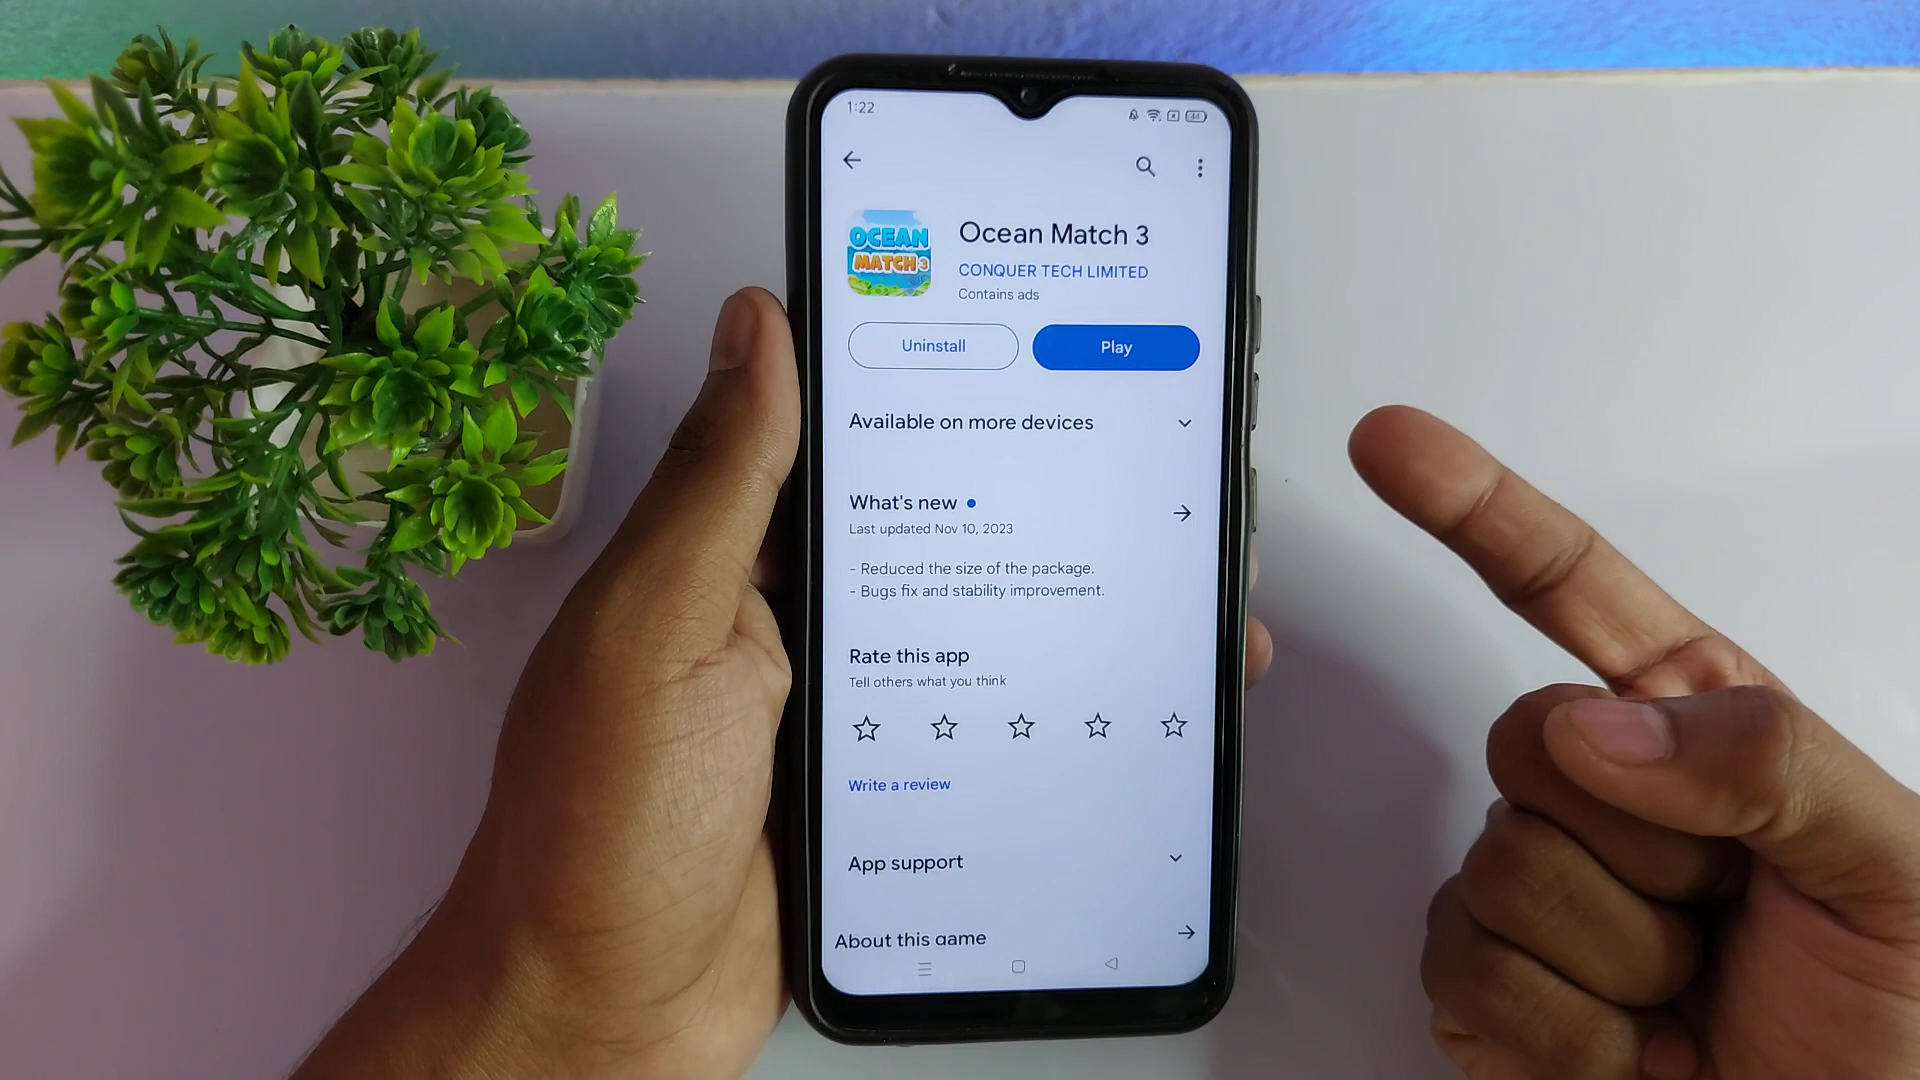 1:22
44
OCEAN
MATCH 3
Ocean Match 3
CONQUER TECH LIMITED
Contains ads
Uninstall
Play
Available on more devices
What's new
Last updated Nov 10, 2023
- Reduced the size of the package.
- Bugs fix and stability improvement.
Rate this app
Tell others what you think
Write a review
App support
About this game